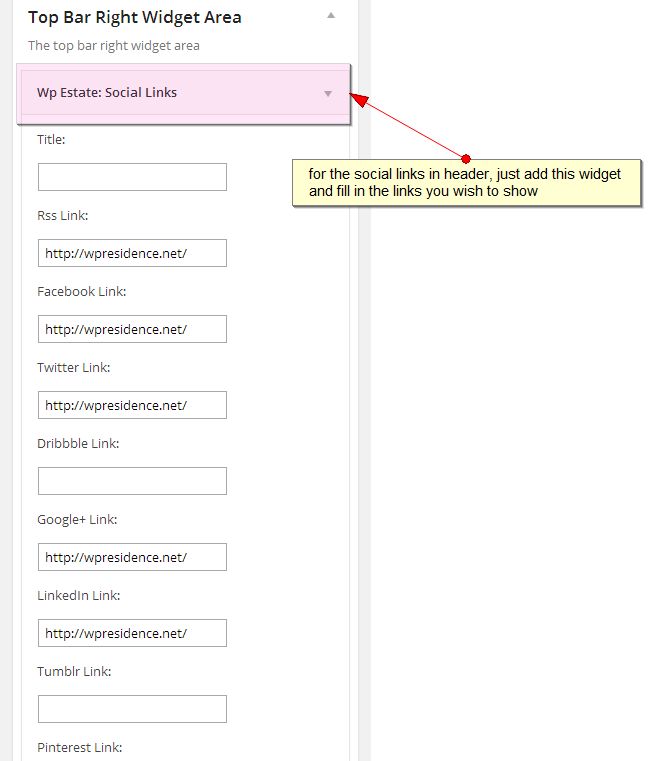 Top Bar Right Widget Area
The top bar right widget area
Wp Estate: Social Links
for the social links in header, just add this widget
and fill in the links you wish to show
Title:
Rss Link:
http://wpresidence.net/
Facebook Link:
http://wpresidence.net/
Twitter Link:
http://wpresidence.net/
Dribbble Link:
Google+ Link:
http://wpresidence.net/
LinkedIn Link:
http://wpresidence.net/
Tumblr Link:
Pinterest Link: